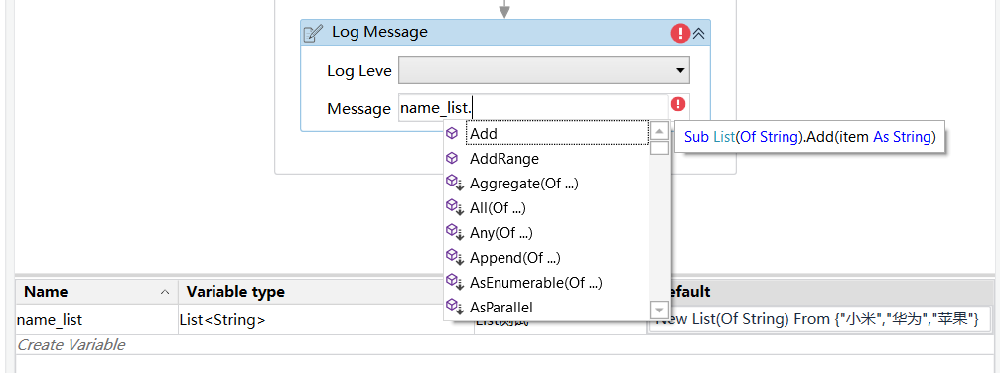 Log Message
Log Leve
Message name_list.
Add
Sub List(Of String).Add(item As String)
AddRange
Aggregate(Of ...)
All(Of ...)
Any(Of ...)
Append(Of ...)
AsEnumerable(Of ...)
AsParallel
Name Variable type efault
name_list List<String> List测试 New List(Of String) From {"小米","华为","苹果"}
Create Variable